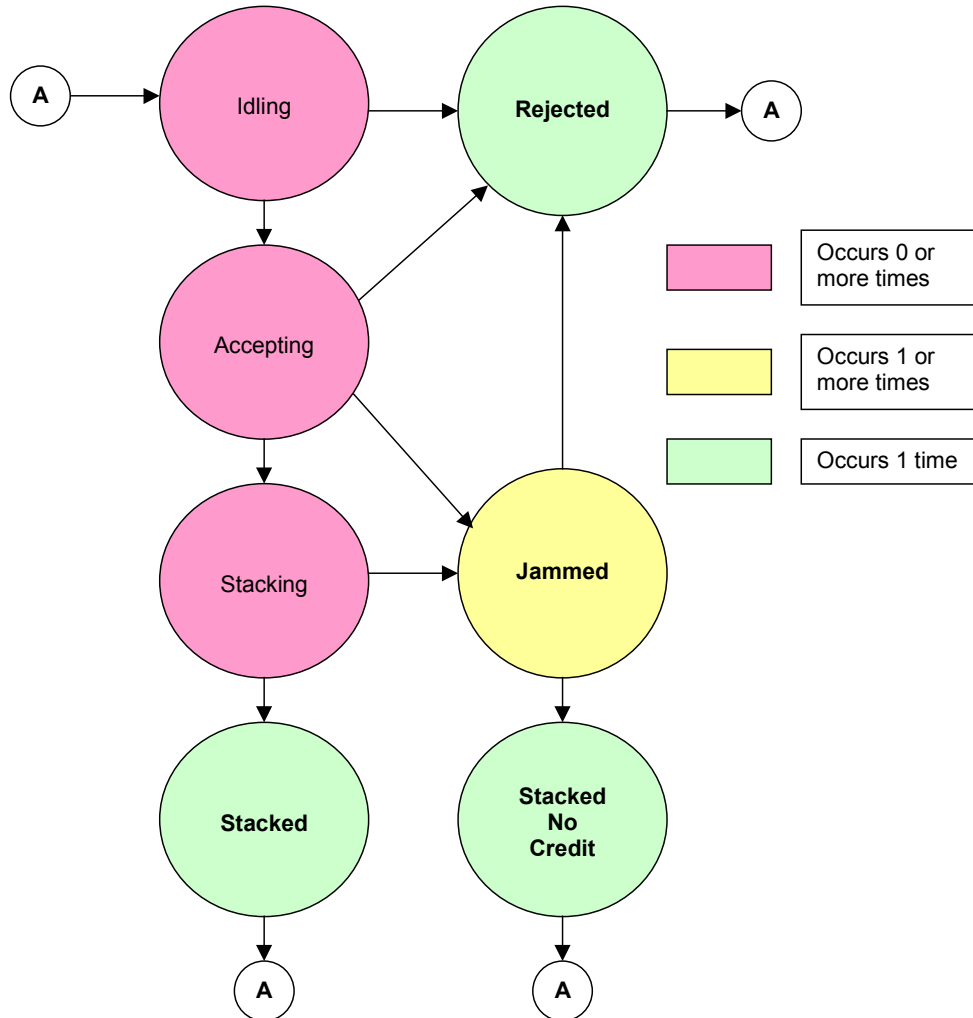 A
Idling
Rejected
A
Occurs 0 or
more times
Accepting
Occurs 1 or
more times
Occurs 1 time
Stacking
Jammed
Stacked
Stacked
No
Credit
A
A